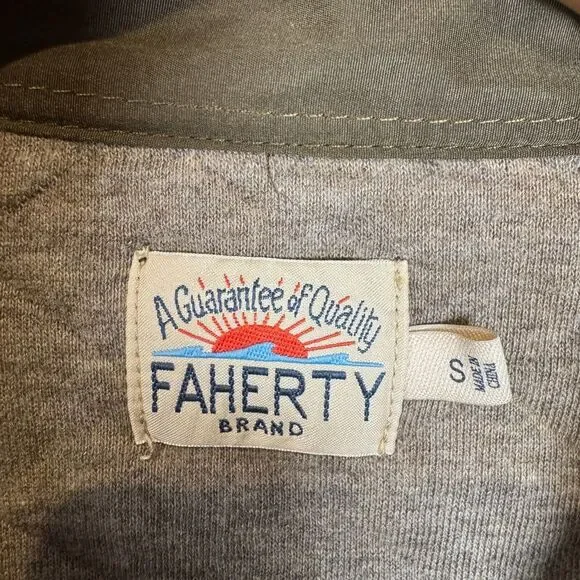 A Guarantee of Quality
FAHERTY
BRAND
S
MADE IN
CHINA